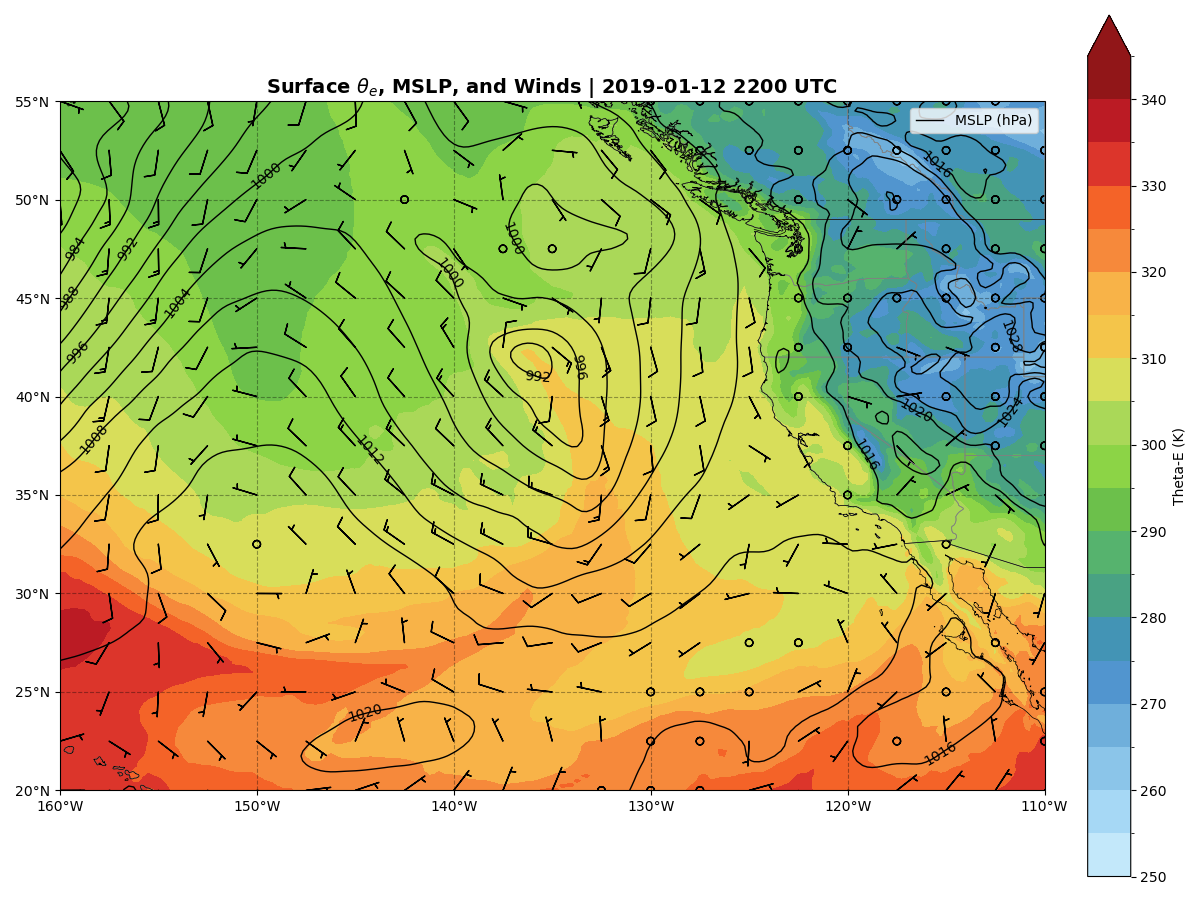 Surface θₑ, MSLP, and Winds | 2019-01-12 2200 UTC
55°N
50°N
45°N
40°N
35°N
30°N
25°N
20°N
160°W
150°W
140°W
130°W
120°W
110°W
MSLP (hPa)
1000
1016
984
992
1000
1000
988
1004
996
1028
992
996
1008
1012
1020
1024
1016
1020
1016
340
330
320
310
300
290
280
270
260
250
Theta-E (K)